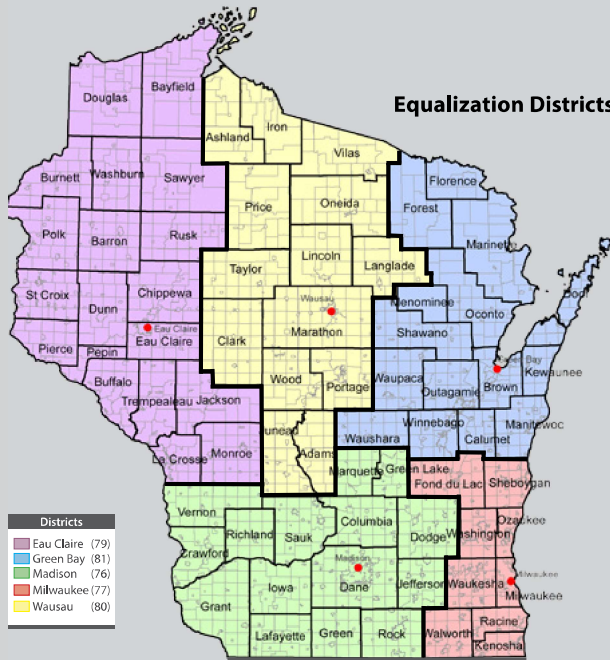 Equalization Districts
Bayfield
Douglas
Iron
Ashland
Vilas
Washburn
Burnett
Sawyer
Florence
Price
Oneida
Forest
Polk
Barron
Rusk
Marinette
Lincoln
Taylor
Langlade
St Croix
Chippewa
Door
Wausau
Menominee
Dunn
Oconto
Eau Claire
Marathon
Shawano
Eau Claire
Clark
Pierce
Pepin
Green Bay
Kewaunee
Buffalo
Wood
Portage
Waupaca
Brown
Outagamie
Trempealeau
Jackson
Winnebago
Manitowoc
Juneau
Waushara
Calumet
Adams
Monroe
La Crosse
Marquette
Green Lake
Fond du Lac
Sheboygan
Vernon
Columbia
Ozaukee
Richland
Sauk
Dodge
Washington
Crawford
Madison
Milwaukee
Iowa
Dane
Jefferson
Waukesha
Milwaukee
Grant
Racine
Lafayette
Green
Rock
Walworth
Kenosha
Districts
Eau Claire (79)
Green Bay (81)
Madison (76)
Milwaukee (77)
Wausau (80)